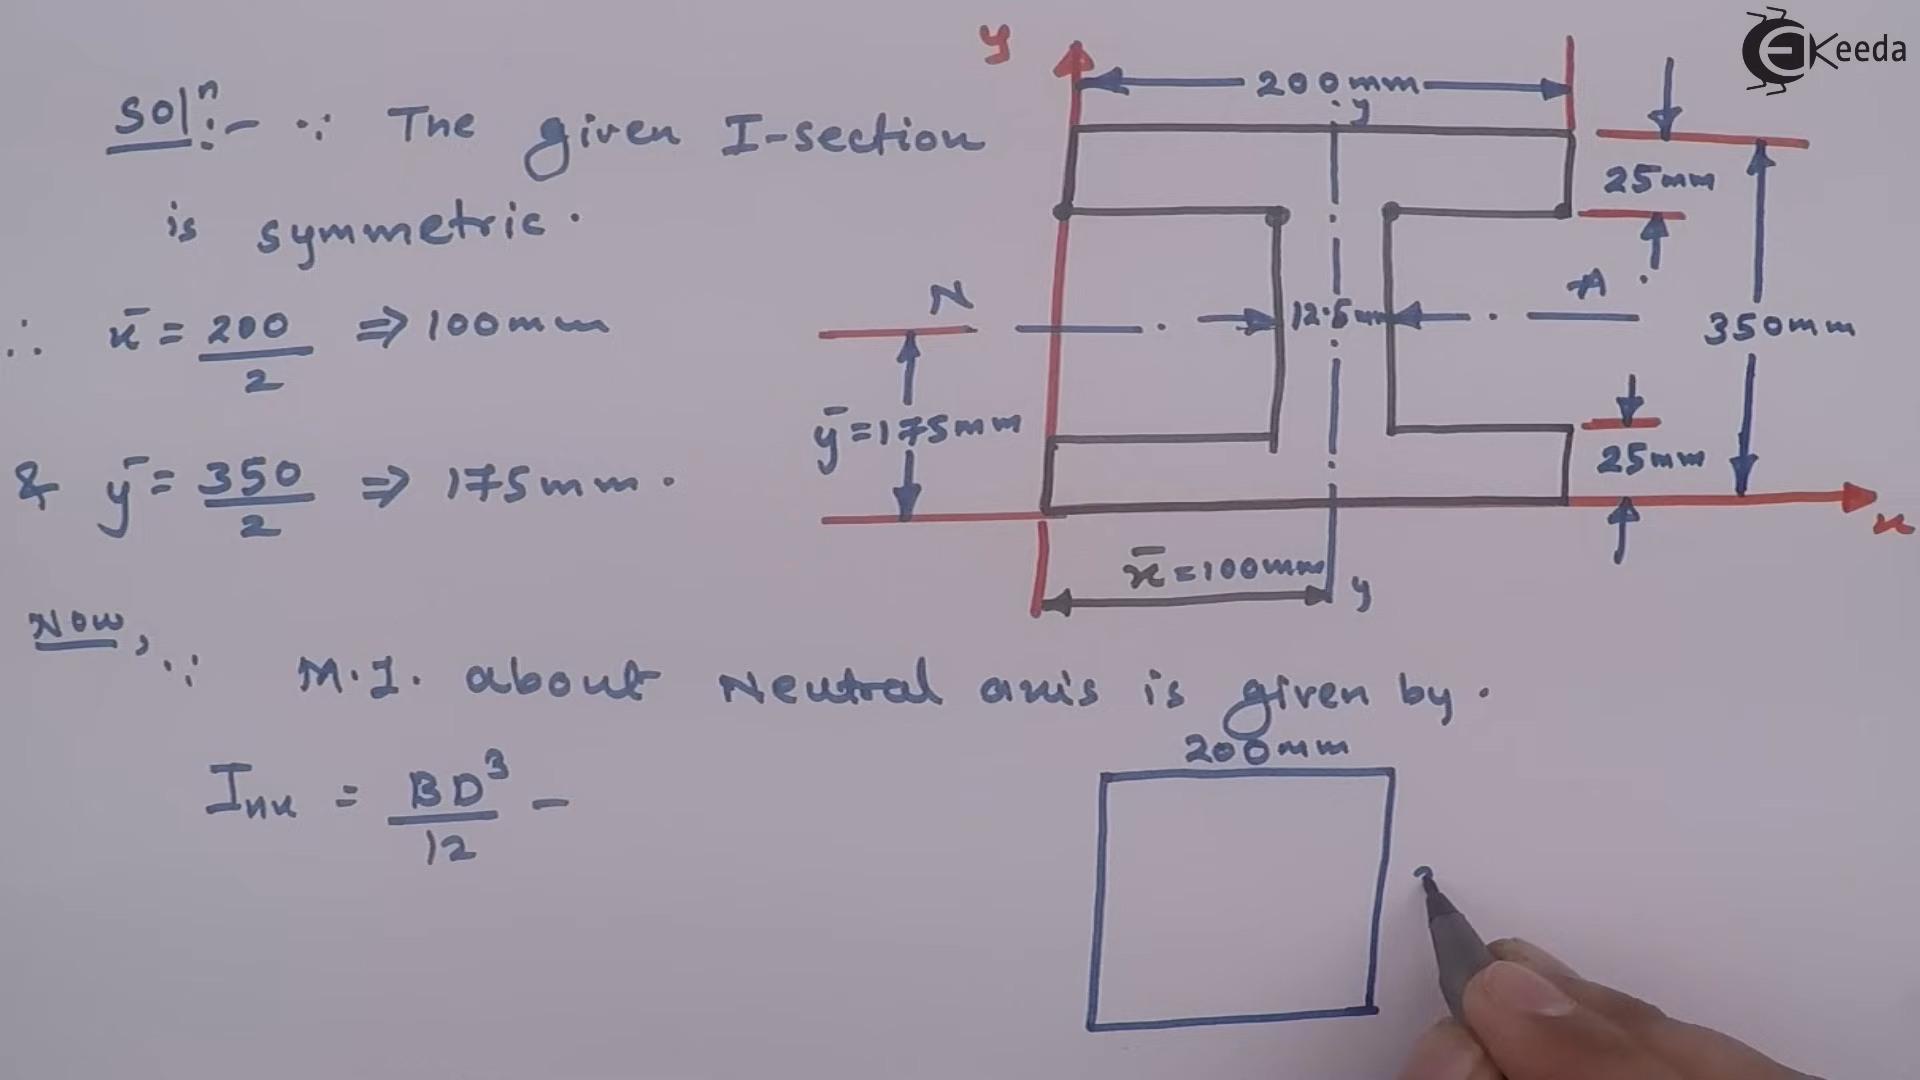 Solⁿ:- ∵ The given I-section
is symmetric.
∴ x̄ = 200/2 ⇒ 100mm
& ȳ = 350/2 ⇒ 175mm.
Now, ∵ M.I. about Neutral axis is given by.
Ixx = BD³/12 -
EKeeda
y
200mm
y
25mm
N
12.5mm
A
350mm
ȳ=175mm
25mm
x
x̄=100mm
y
200mm